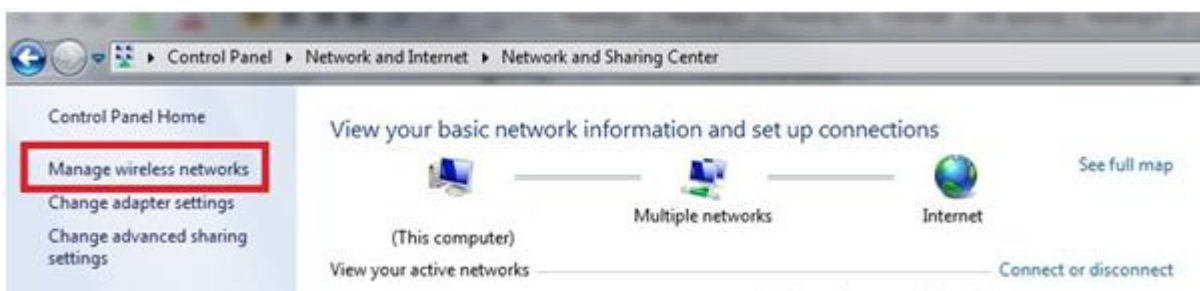 Control Panel ▸ Network and Internet ▸ Network and Sharing Center
Control Panel Home
Manage wireless networks
Change adapter settings
Change advanced sharing
settings
View your basic network information and set up connections
See full map
(This computer)
Multiple networks
Internet
View your active networks
Connect or disconnect